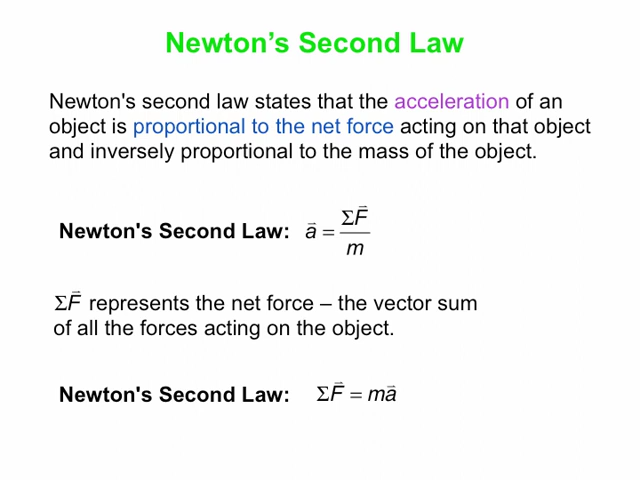 Newton’s Second Law
Newton's second law states that the acceleration of an
object is proportional to the net force acting on that object
and inversely proportional to the mass of the object.
Newton's Second Law: a⃗ = ΣF⃗ / m
ΣF⃗ represents the net force – the vector sum
of all the forces acting on the object.
Newton's Second Law: ΣF⃗ = ma⃗